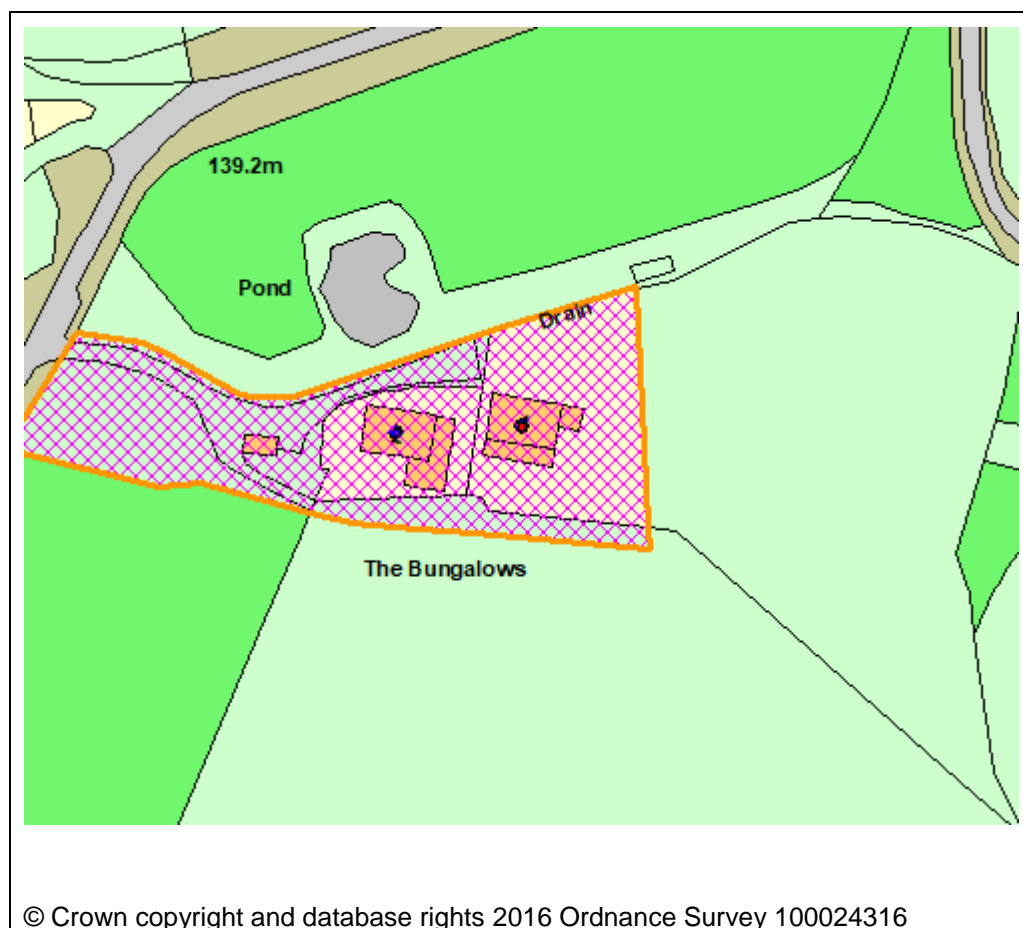 139.2m
Pond
Drain
The Bungalows
© Crown copyright and database rights 2016 Ordnance Survey 100024316